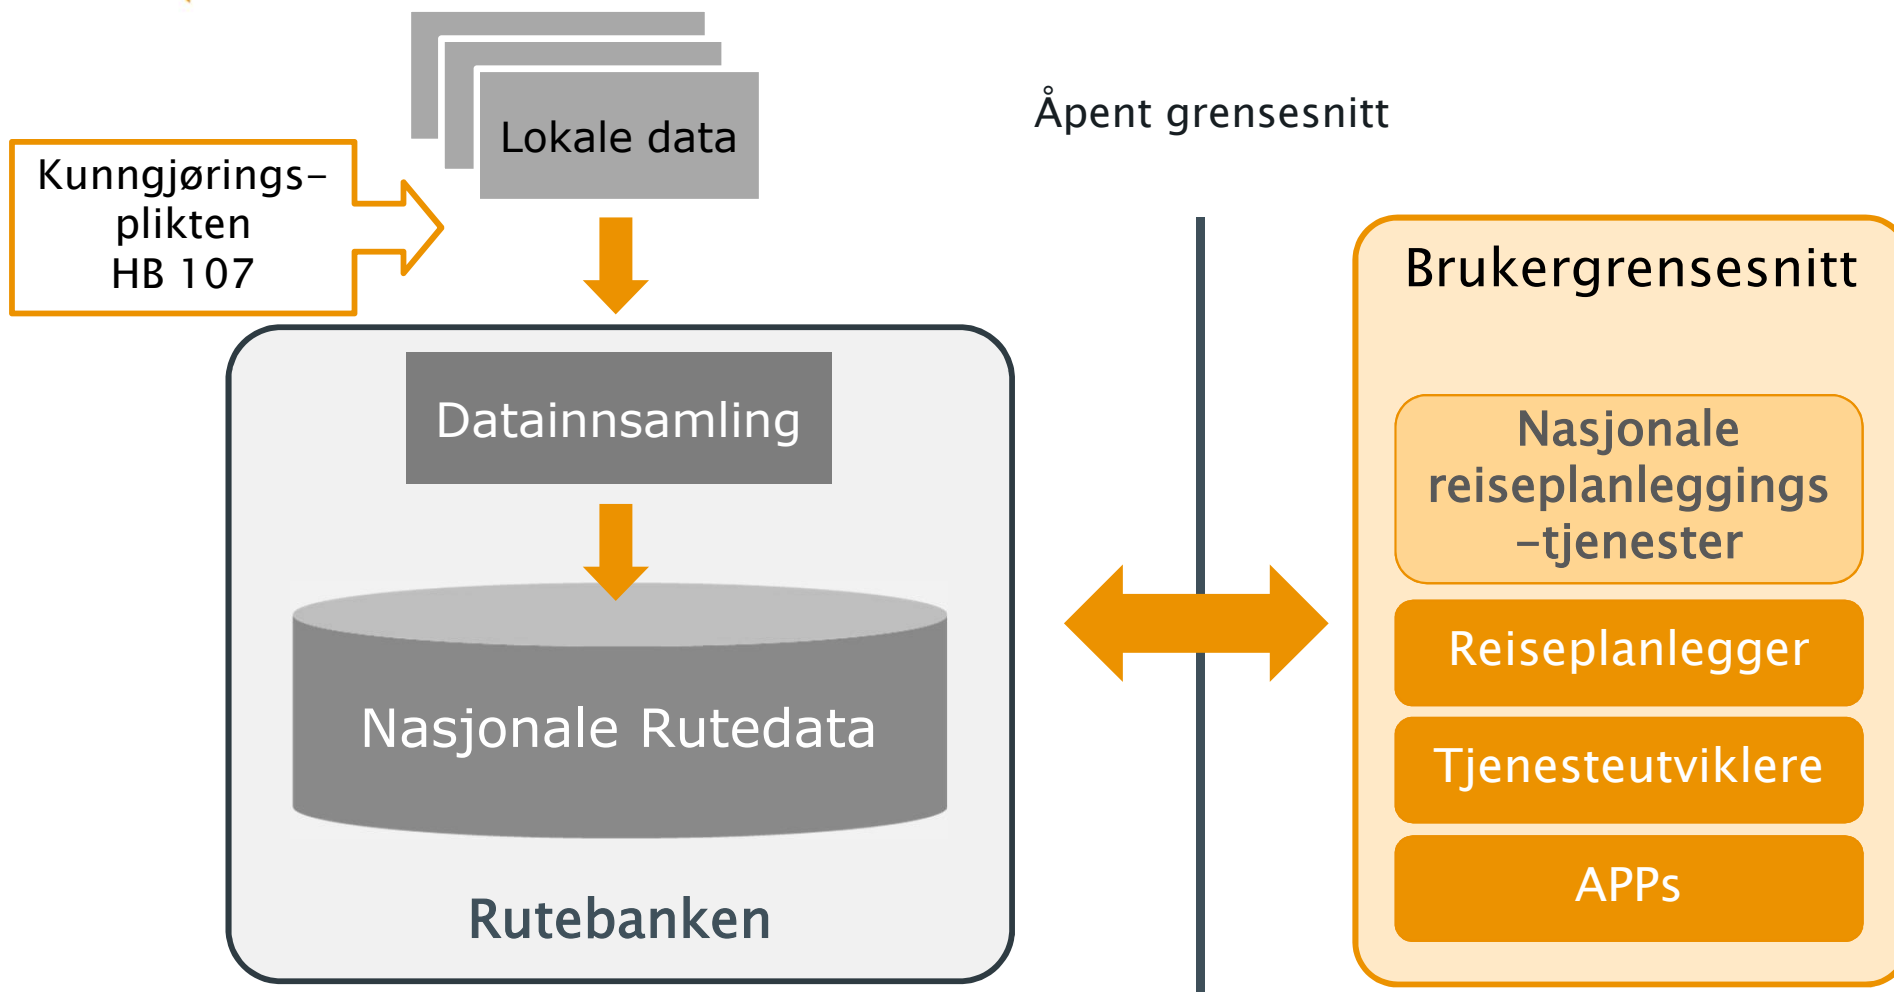 Lokale data
Åpent grensesnitt
Kunngjørings-
plikten
HB 107
Datainnsamling
Nasjonale Rutedata
Rutebanken
Brukergrensesnitt
Nasjonale
reiseplanleggings
-tjenester
Reiseplanlegger
Tjenesteutviklere
APPs